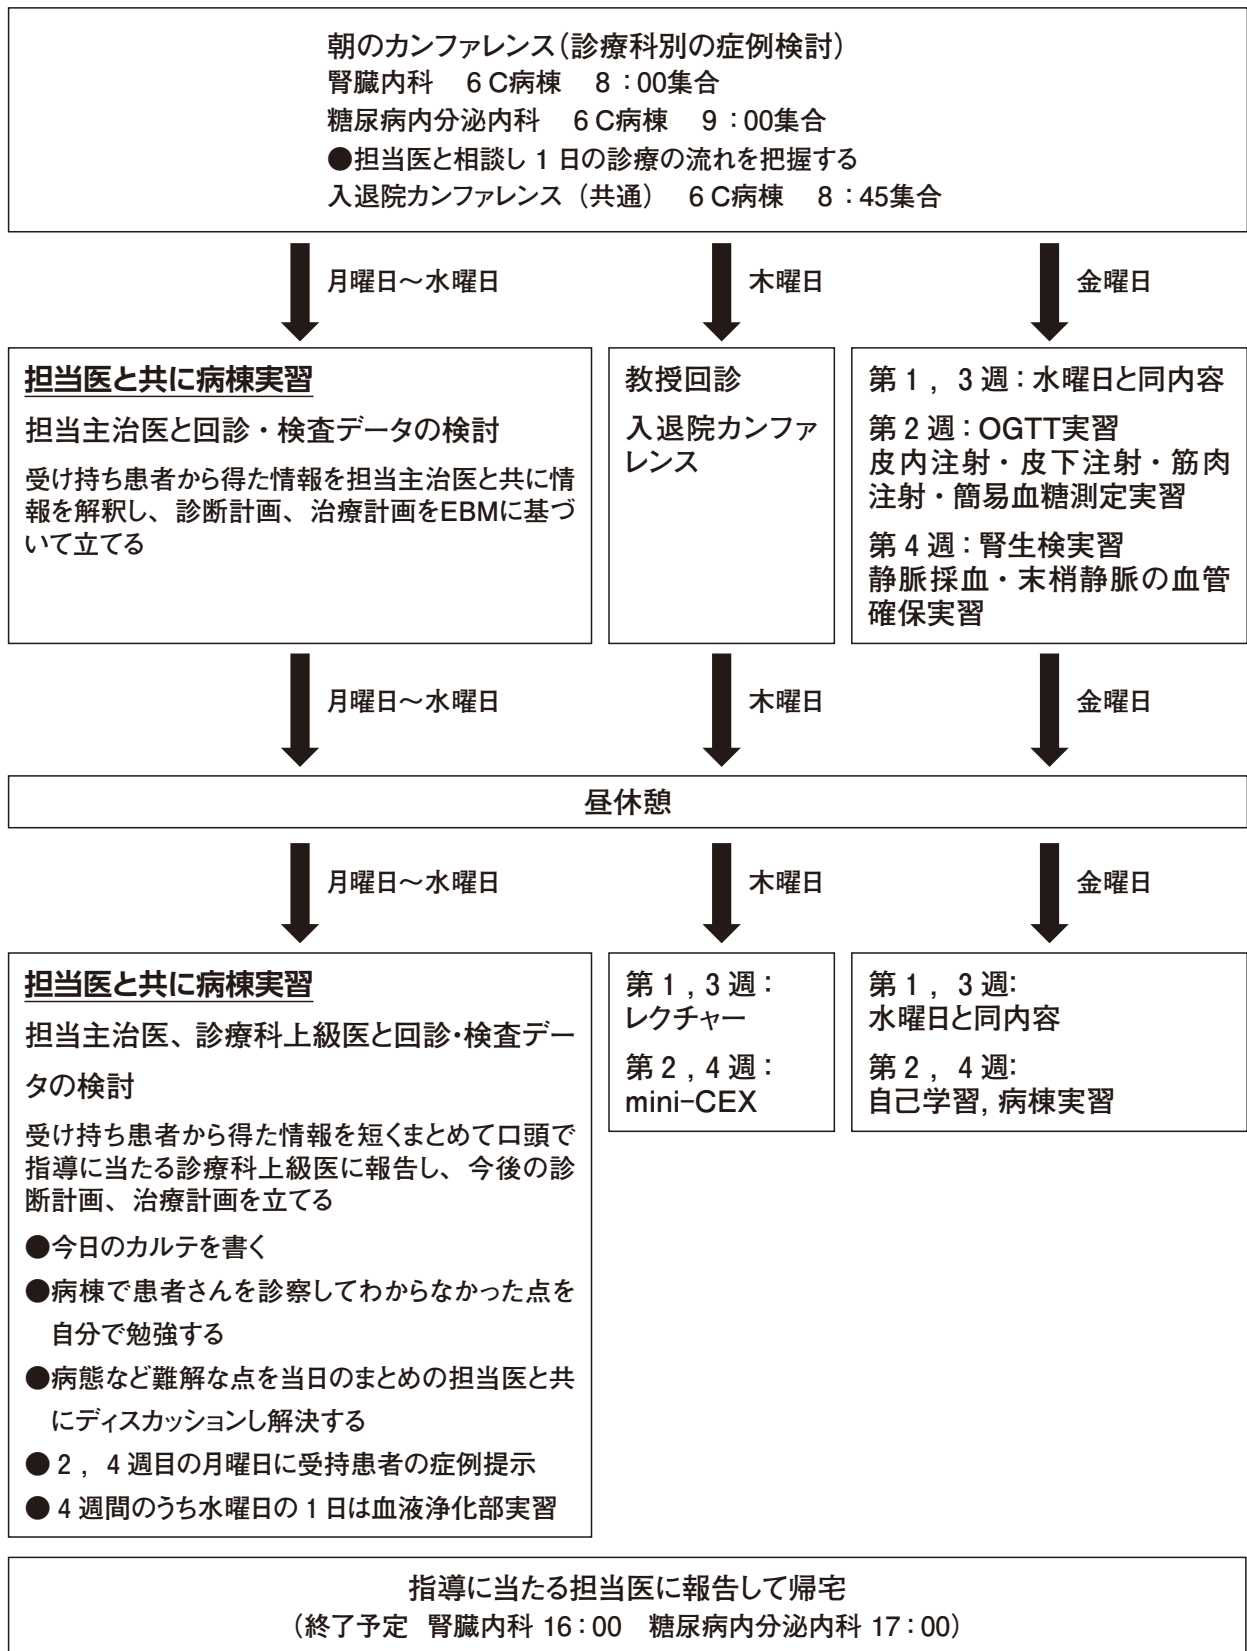 朝のカンファレンス（診療科別の症例検討）
腎臓内科　６C病棟　８：00集合
糖尿病内分泌内科　６C病棟　９：00集合
●担当医と相談し１日の診療の流れを把握する
入退院カンファレンス（共通）　６C病棟　８：45集合
月曜日～水曜日
木曜日
金曜日
担当医と共に病棟実習
担当主治医と回診・検査データの検討
受け持ち患者から得た情報を担当主治医と共に情
報を解釈し、診断計画、治療計画をEBMに基づ
いて立てる
教授回診
入退院カンファ
レンス
第１，３週：水曜日と同内容
第２週：OGTT実習
皮内注射・皮下注射・筋肉
注射・簡易血糖測定実習
第４週：腎生検実習
静脈採血・末梢静脈の血管
確保実習
月曜日～水曜日
木曜日
金曜日
昼休憩
月曜日～水曜日
木曜日
金曜日
担当医と共に病棟実習
担当主治医、診療科上級医と回診・検査デー
タの検討
受け持ち患者から得た情報を短くまとめて口頭で
指導に当たる診療科上級医に報告し、今後の診
断計画、治療計画を立てる
●今日のカルテを書く
●病棟で患者さんを診察してわからなかった点を
自分で勉強する
●病態など難解な点を当日のまとめの担当医と共
にディスカッションし解決する
●２，４週目の月曜日に受持患者の症例提示
●４週間のうち水曜日の１日は血液浄化部実習
第１,３週：
レクチャー
第２,４週：
mini-CEX
第１，３週：
水曜日と同内容
第２，４週：
自己学習，病棟実習
指導に当たる担当医に報告して帰宅
（終了予定　腎臓内科 16：00　糖尿病内分泌内科 17：00）